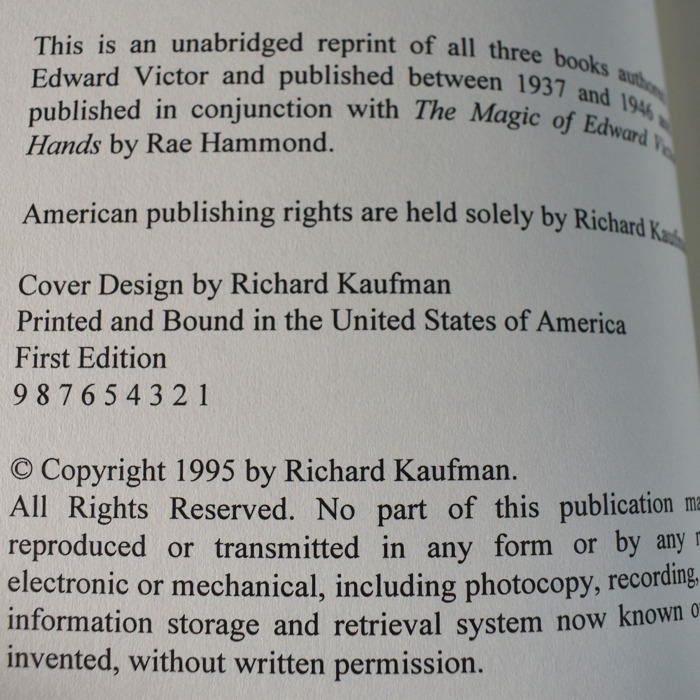 This is an unabridged reprint of all three books
Edward Victor and published between 1937 and 1946
published in conjunction with The Magic of Edward
Hands by Rae Hammond.
American publishing rights are held solely by Richard
Cover Design by Richard Kaufman
Printed and Bound in the United States of America
First Edition
9 8 7 6 5 4 3 2 1
© Copyright 1995 by Richard Kaufman.
All Rights Reserved. No part of this publication
reproduced or transmitted in any form or by any
electronic or mechanical, including photocopy, recording,
information storage and retrieval system now known
invented, without written permission.